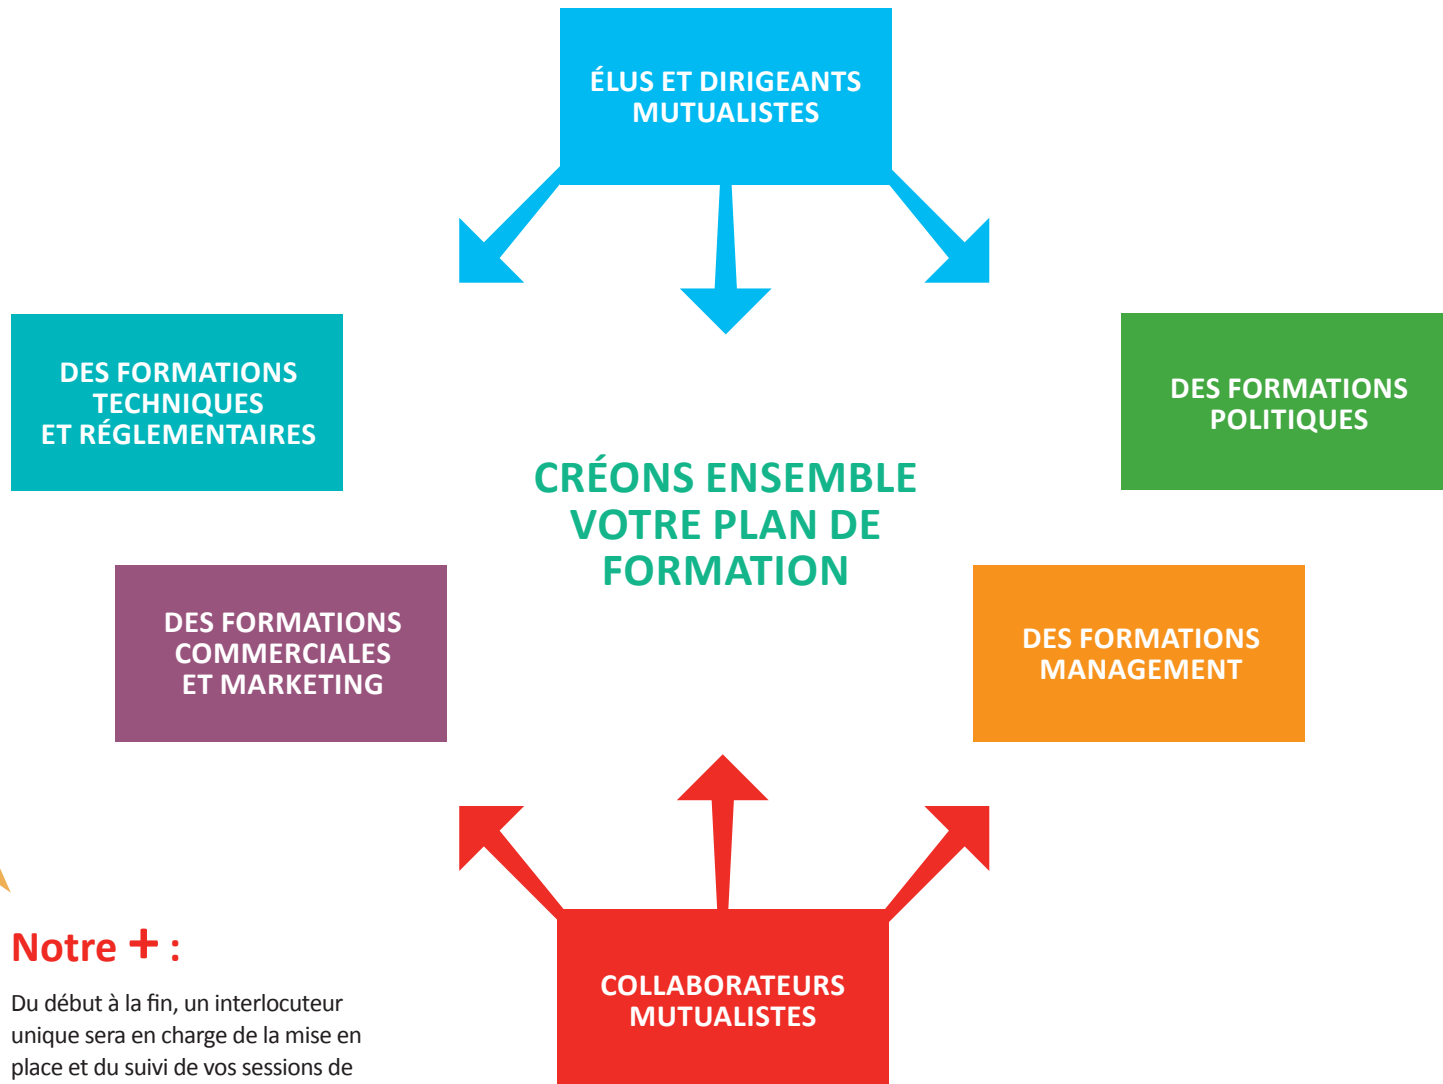 ÉLUS ET DIRIGEANTS
MUTUALISTES
DES FORMATIONS
TECHNIQUES
ET RÉGLEMENTAIRES
DES FORMATIONS
POLITIQUES
CRÉONS ENSEMBLE
VOTRE PLAN DE
FORMATION
DES FORMATIONS
COMMERCIALES
ET MARKETING
DES FORMATIONS
MANAGEMENT
COLLABORATEURS
MUTUALISTES
Notre + :
Du début à la fin, un interlocuteur
unique sera en charge de la mise en
place et du suivi de vos sessions de